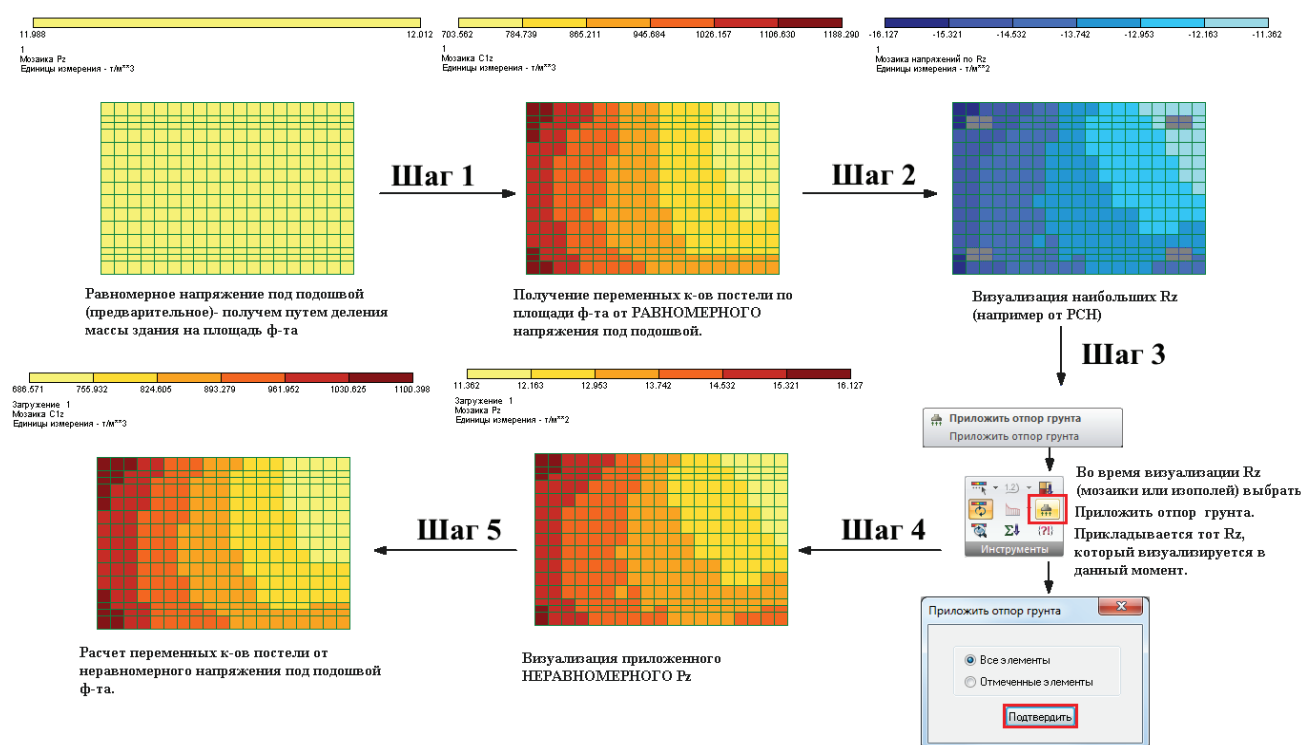 11.988 12.012
1
Мозаика Pz
Единицы измерения - т/м**3
703.562 784.739 865.211 945.684 1026.157 1106.630 1188.290
1
Мозаика C1z
Единицы измерения - т/м**3
-16.127 -15.321 -14.532 -13.742 -12.953 -12.163 -11.362
1
Мозаика напряжений по Rz
Единицы измерения - т/м**2
Шаг 1
Шаг 2
Равномерное напряжение под подошвой
(предварительное)- получем путем деления
массы здания на площадь ф-та
Получение переменных к-ов постели по
площади ф-та от РАВНОМЕРНОГО
напряжения под подошвой.
Визуализация наибольших Rz
(например от РСН)
Шаг 3
686.571 755.932 824.605 893.279 961.952 1030.625 1100.398
Загружение 1
Мозаика C1z
Единицы измерения - т/м**3
11.362 12.163 12.953 13.742 14.532 15.321 16.127
Загружение 1
Мозаика Pz
Единицы измерения - т/м**2
Приложить отпор грунта
Приложить отпор грунта
Во время визуализации Rz
(мозаики или изополей) выбрать
Приложить отпор грунта.
Прикладывается тот Rz,
который визуализируется в
данный момент.
Инструменты
Шаг 5
Шаг 4
Расчет переменных к-ов постели от
неравномерного напряжения под подошвой
ф-та.
Визуализация приложенного
НЕРАВНОМЕРНОГО Pz
Приложить отпор грунта
Все элементы
Отмеченные элементы
Подтвердить